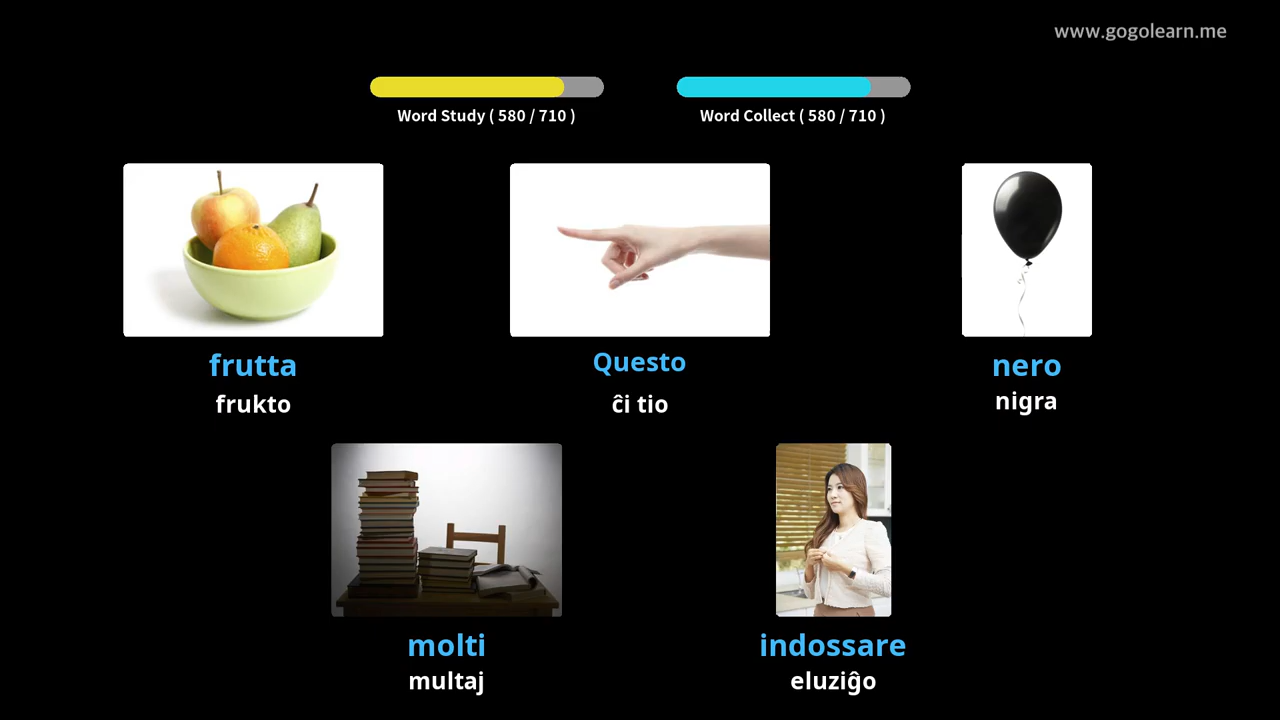 www.gogolearn.me
Word Study ( 580 / 710 )
Word Collect ( 580 / 710 )
frutta
frukto
Questo
ĉi tio
nero
nigra
molti
multaj
indossare
eluziĝo